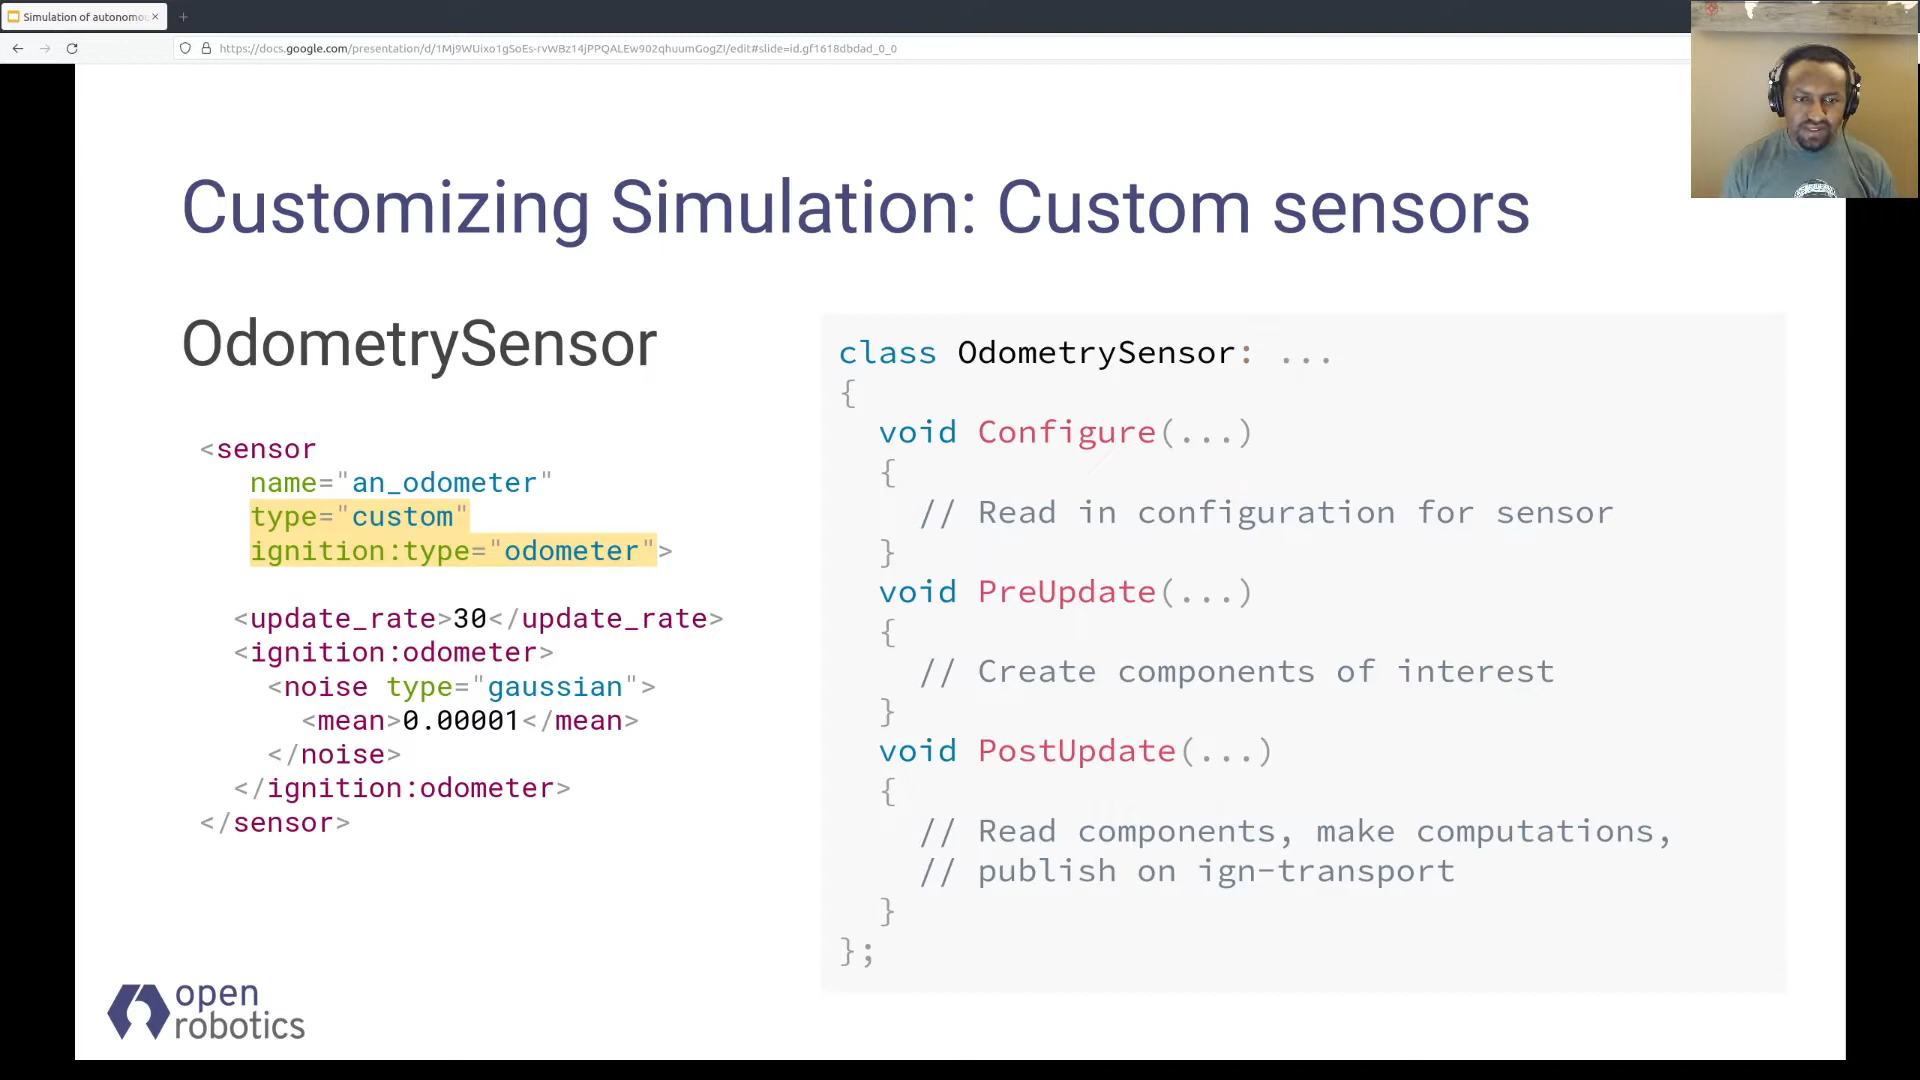 Simulation of autonomou
https://docs.google.com/presentation/d/1Mj9WUixo1gSoEs-rvWBz14jPPQALEw902qhuumGogZI/edit#slide=id.gf1618dbdad_0_0
Customizing Simulation: Custom sensors
OdometrySensor
<sensor
name="an_odometer"
type="custom"
ignition:type="odometer">
<update_rate>30</update_rate>
<ignition:odometer>
<noise type="gaussian">
<mean>0.00001</mean>
</noise>
</ignition:odometer>
</sensor>
class OdometrySensor: ...
{
void Configure(...)
{
// Read in configuration for sensor
}
void PreUpdate(...)
{
// Create components of interest
}
void PostUpdate(...)
{
// Read components, make computations,
// publish on ign-transport
}
};
open
robotics